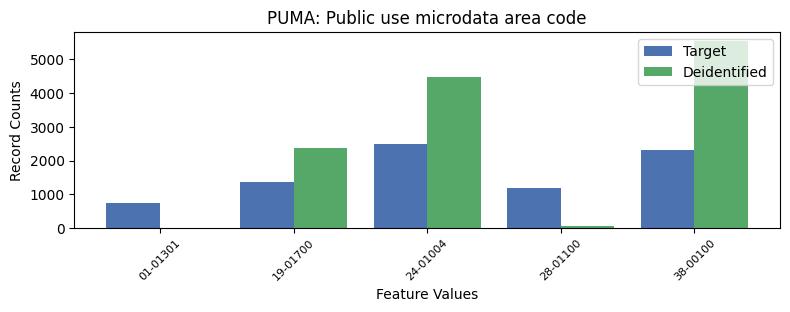 PUMA: Public use microdata area code
Target
Deidentified
Record Counts
5000
4000
3000
2000
1000
0
01-01301
19-01700
24-01004
28-01100
38-00100
Feature Values